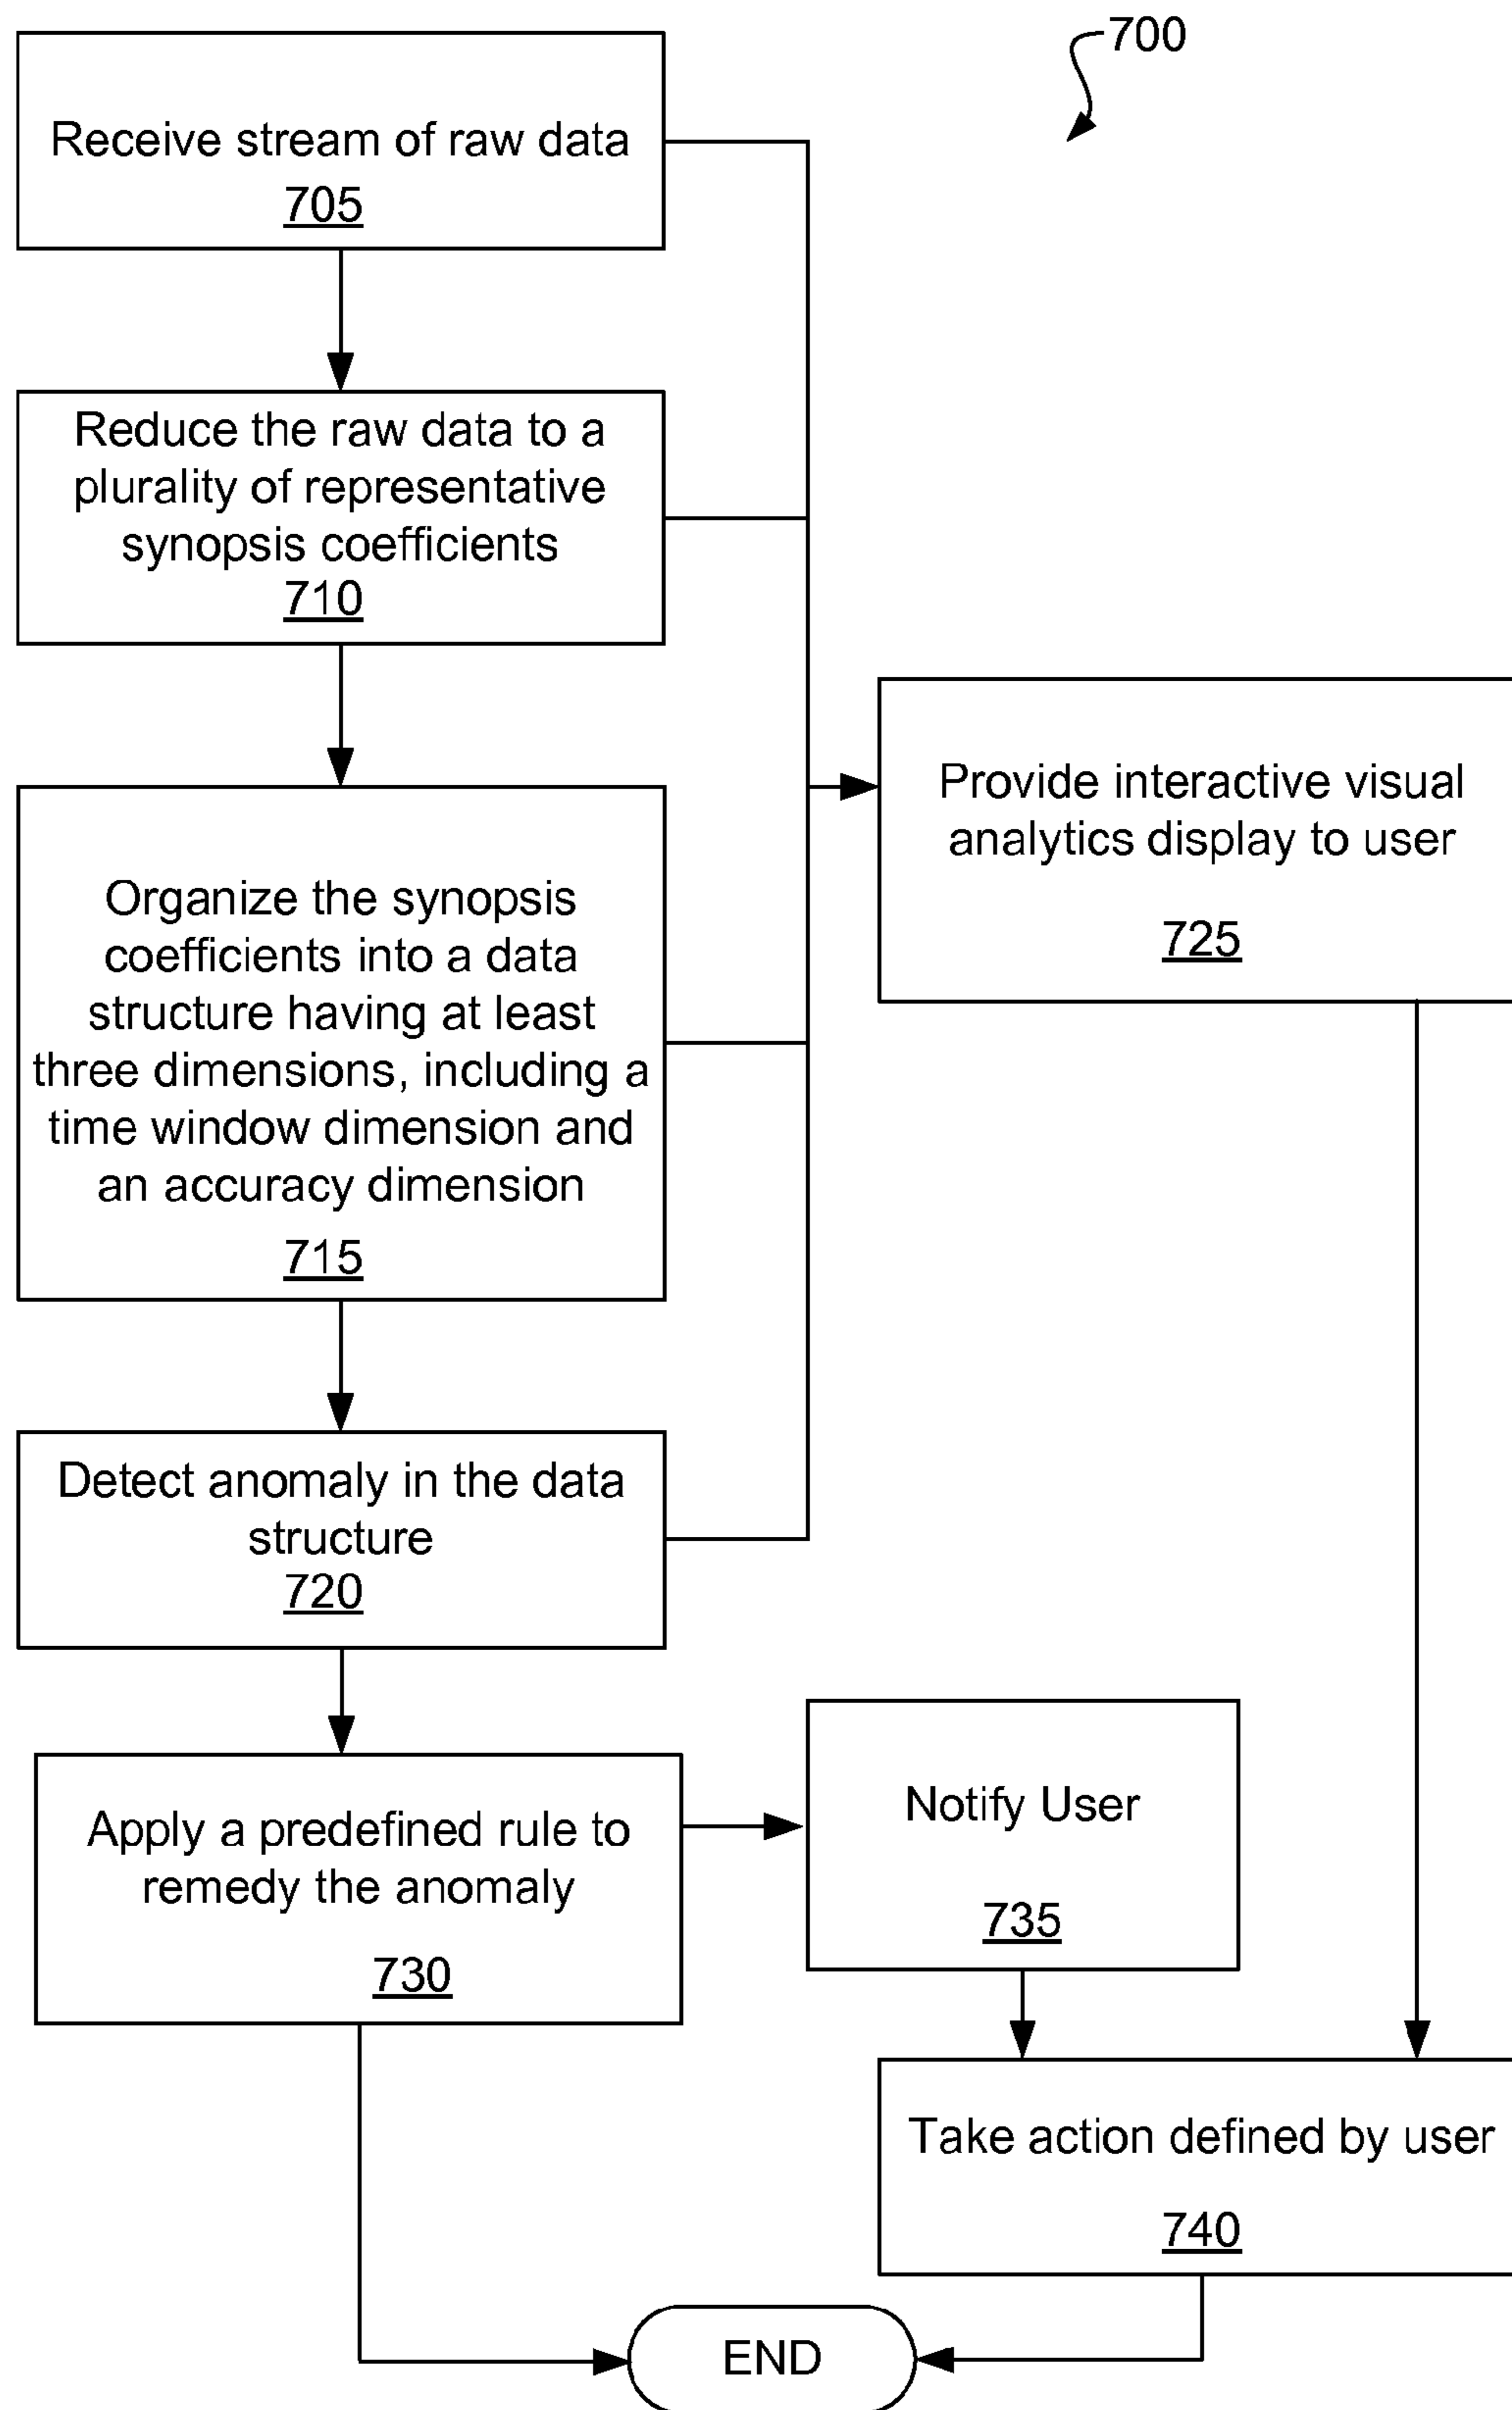 700
Receive stream of raw data
705
Reduce the raw data to a
plurality of representative
synopsis coefficients
710
Organize the synopsis
coefficients into a data
structure having at least
three dimensions, including a
time window dimension and
an accuracy dimension
715
Detect anomaly in the data
structure
720
Provide interactive visual
analytics display to user
725
Apply a predefined rule to
remedy the anomaly
730
Notify User
735
Take action defined by user
740
END